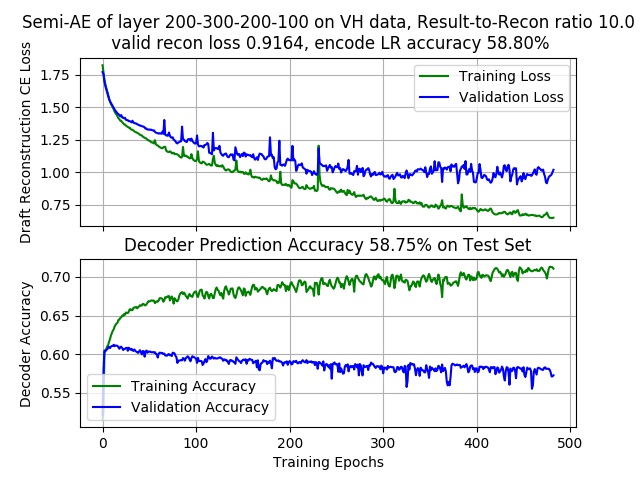 Semi-AE of layer 200-300-200-100 on VH data, Result-to-Recon ratio 10.0
valid recon loss 0.9164, encode LR accuracy 58.80%
Draft Reconstruction CE Loss
1.75
1.50
1.25
1.00
0.75
Training Loss
Validation Loss
Decoder Prediction Accuracy 58.75% on Test Set
Decoder Accuracy
0.70
0.65
0.60
0.55
Training Accuracy
Validation Accuracy
0 100 200 300 400 500
Training Epochs